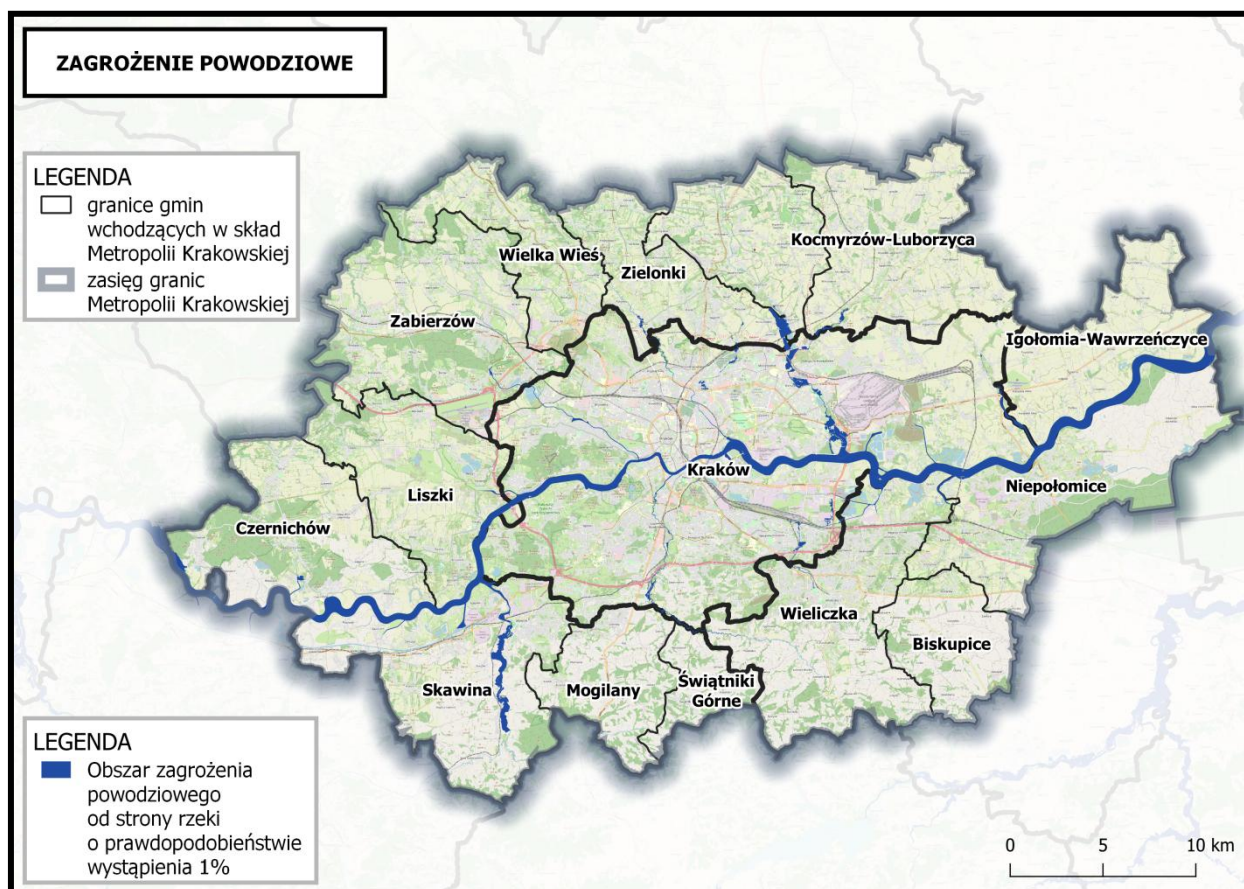 ZAGROŻENIE POWODZIOWE
LEGENDA
granice gmin
wchodzących w skład
Metropolii Krakowskiej
zasięg granic
Metropolii Krakowskiej
Kocmyrzów-Luborzyca
Wielka Wieś
Zielonki
Zabierzów
Igołomia-Wawrzeńczyce
Kraków
Niepołomice
Liszki
Czernichów
Wieliczka
Biskupice
Skawina
Mogilany
Świątniki
Górne
LEGENDA
Obszar zagrożenia
powodziowego
od strony rzeki
o prawdopodobieństwie
wystąpienia 1%
0 5 10 km